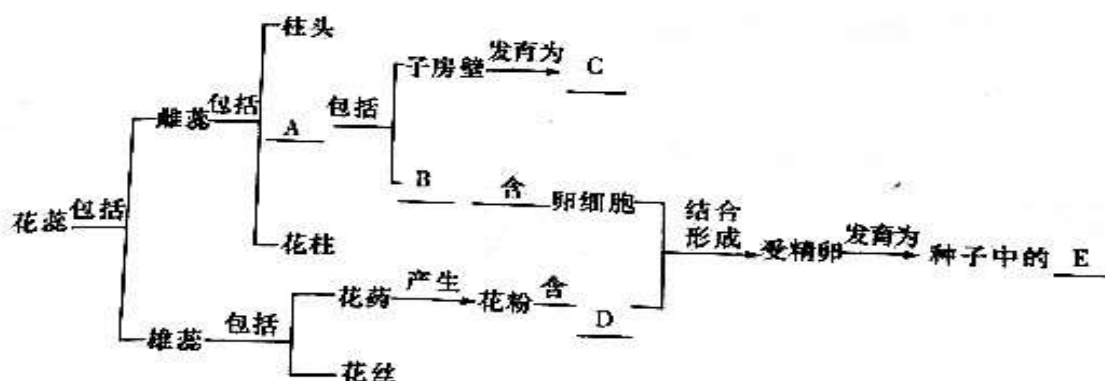 柱头
子房壁 发育为 C
雌蕊 包括 A 包括
B 含 卵细胞
花蕊 包括 结合形成 受精卵 发育为 种子中的 E
花柱
花药 产生 花粉 含 D
雄蕊 包括
花丝